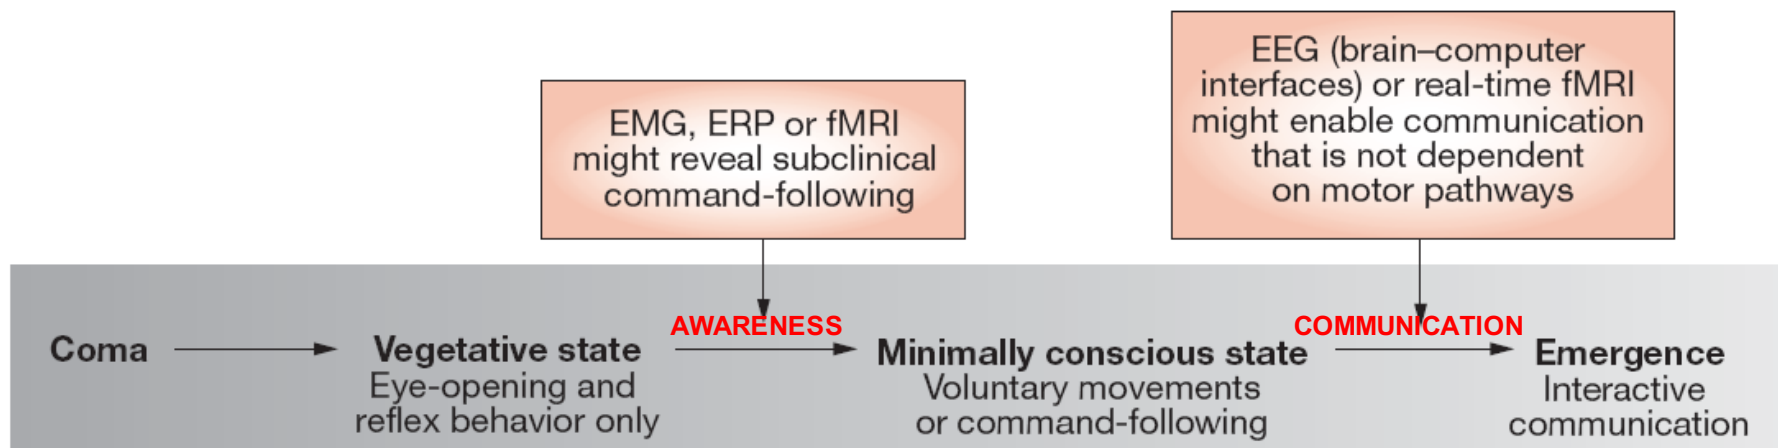 EMG, ERP or fMRI
might reveal subclinical
command-following
EEG (brain–computer
interfaces) or real-time fMRI
might enable communication
that is not dependent
on motor pathways
Coma
Vegetative state
Eye-opening and
reflex behavior only
AWARENESS
Minimally conscious state
Voluntary movements
or command-following
COMMUNICATION
Emergence
Interactive
communication